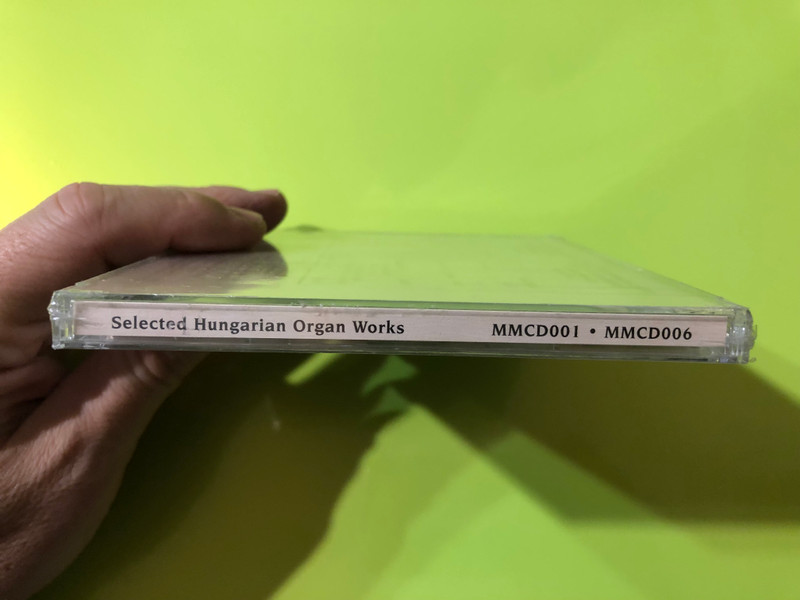 Selected Hungarian Organ Works MMCD001 • MMCD006